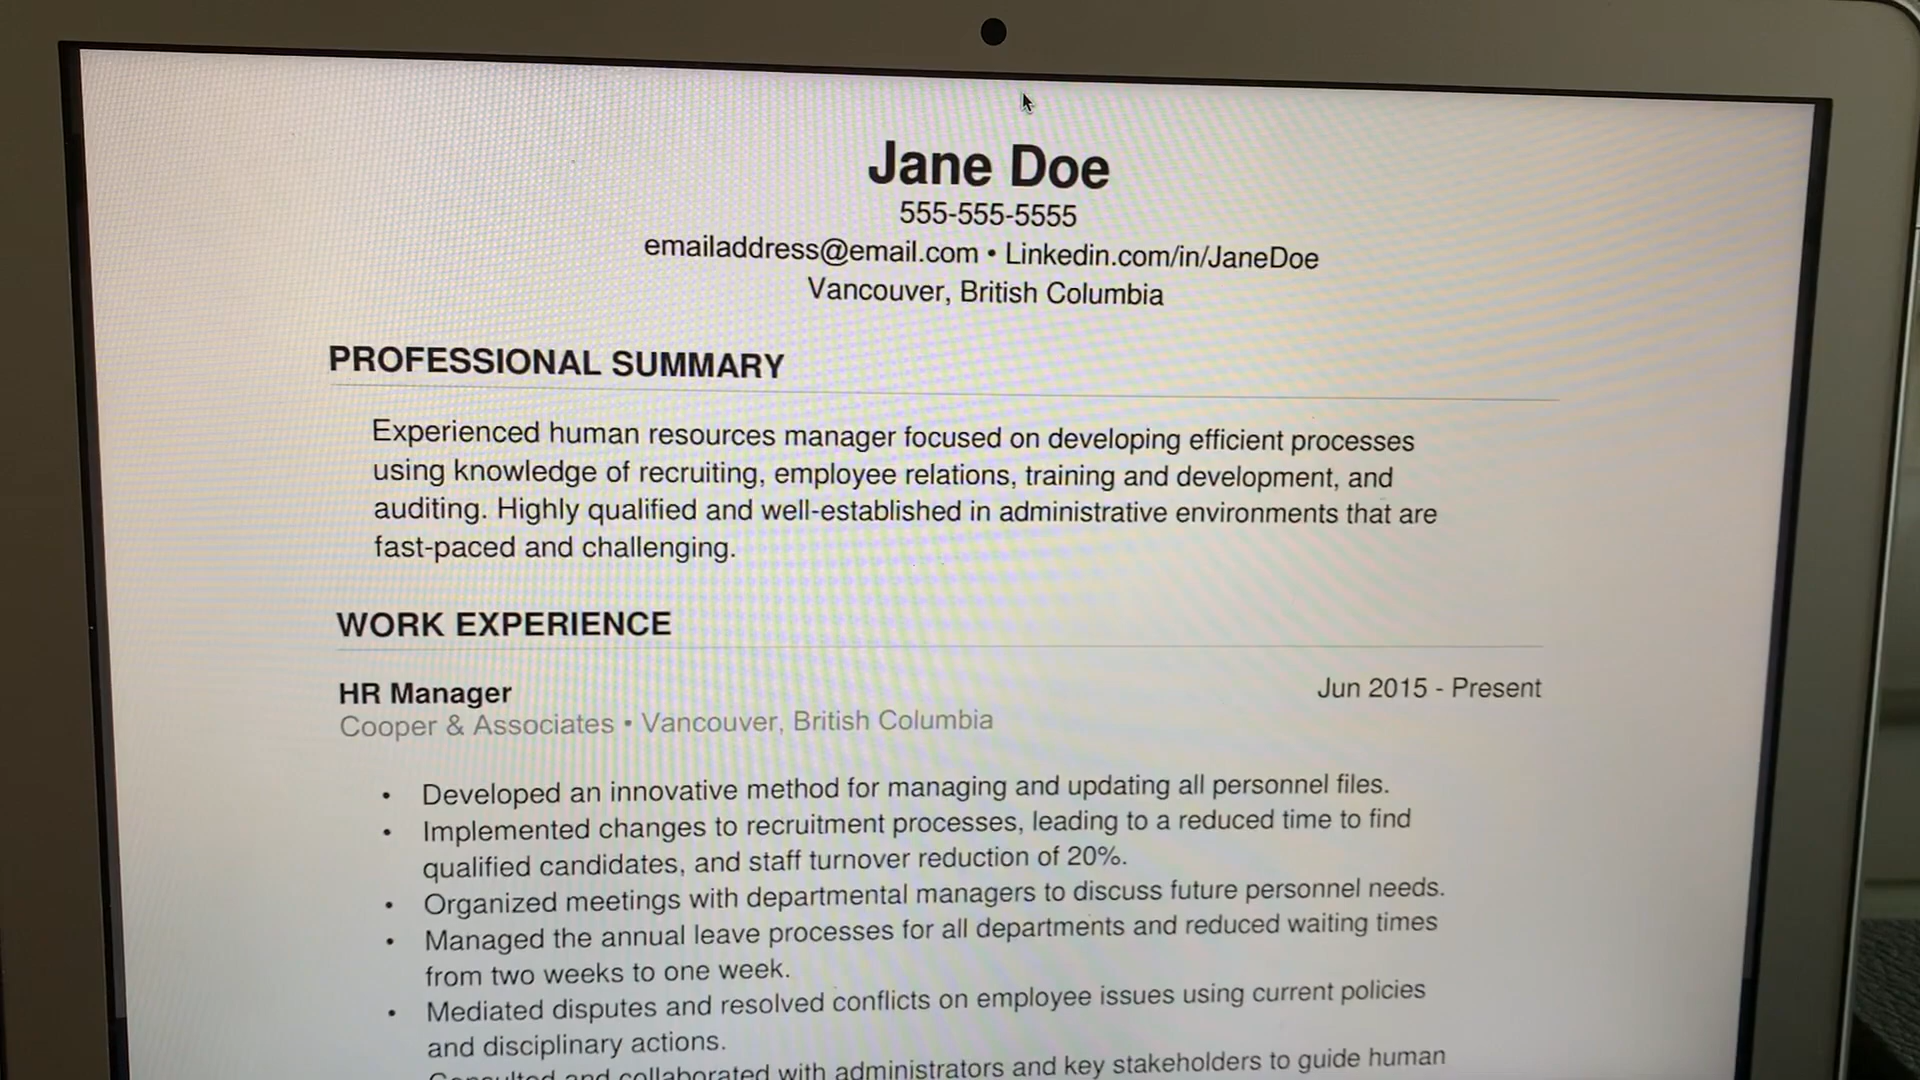 Jane Doe
555-555-5555
emailaddress@email.com • Linkedin.com/in/JaneDoe
Vancouver, British Columbia
PROFESSIONAL SUMMARY
Experienced human resources manager focused on developing efficient processes
using knowledge of recruiting, employee relations, training and development, and
auditing. Highly qualified and well-established in administrative environments that are
fast-paced and challenging.
WORK EXPERIENCE
HR Manager Jun 2015 - Present
Cooper & Associates • Vancouver, British Columbia
• Developed an innovative method for managing and updating all personnel files.
• Implemented changes to recruitment processes, leading to a reduced time to find
qualified candidates, and staff turnover reduction of 20%.
• Organized meetings with departmental managers to discuss future personnel needs.
• Managed the annual leave processes for all departments and reduced waiting times
from two weeks to one week.
• Mediated disputes and resolved conflicts on employee issues using current policies
and disciplinary actions.
Consulted and collaborated with administrators and key stakeholders to guide human